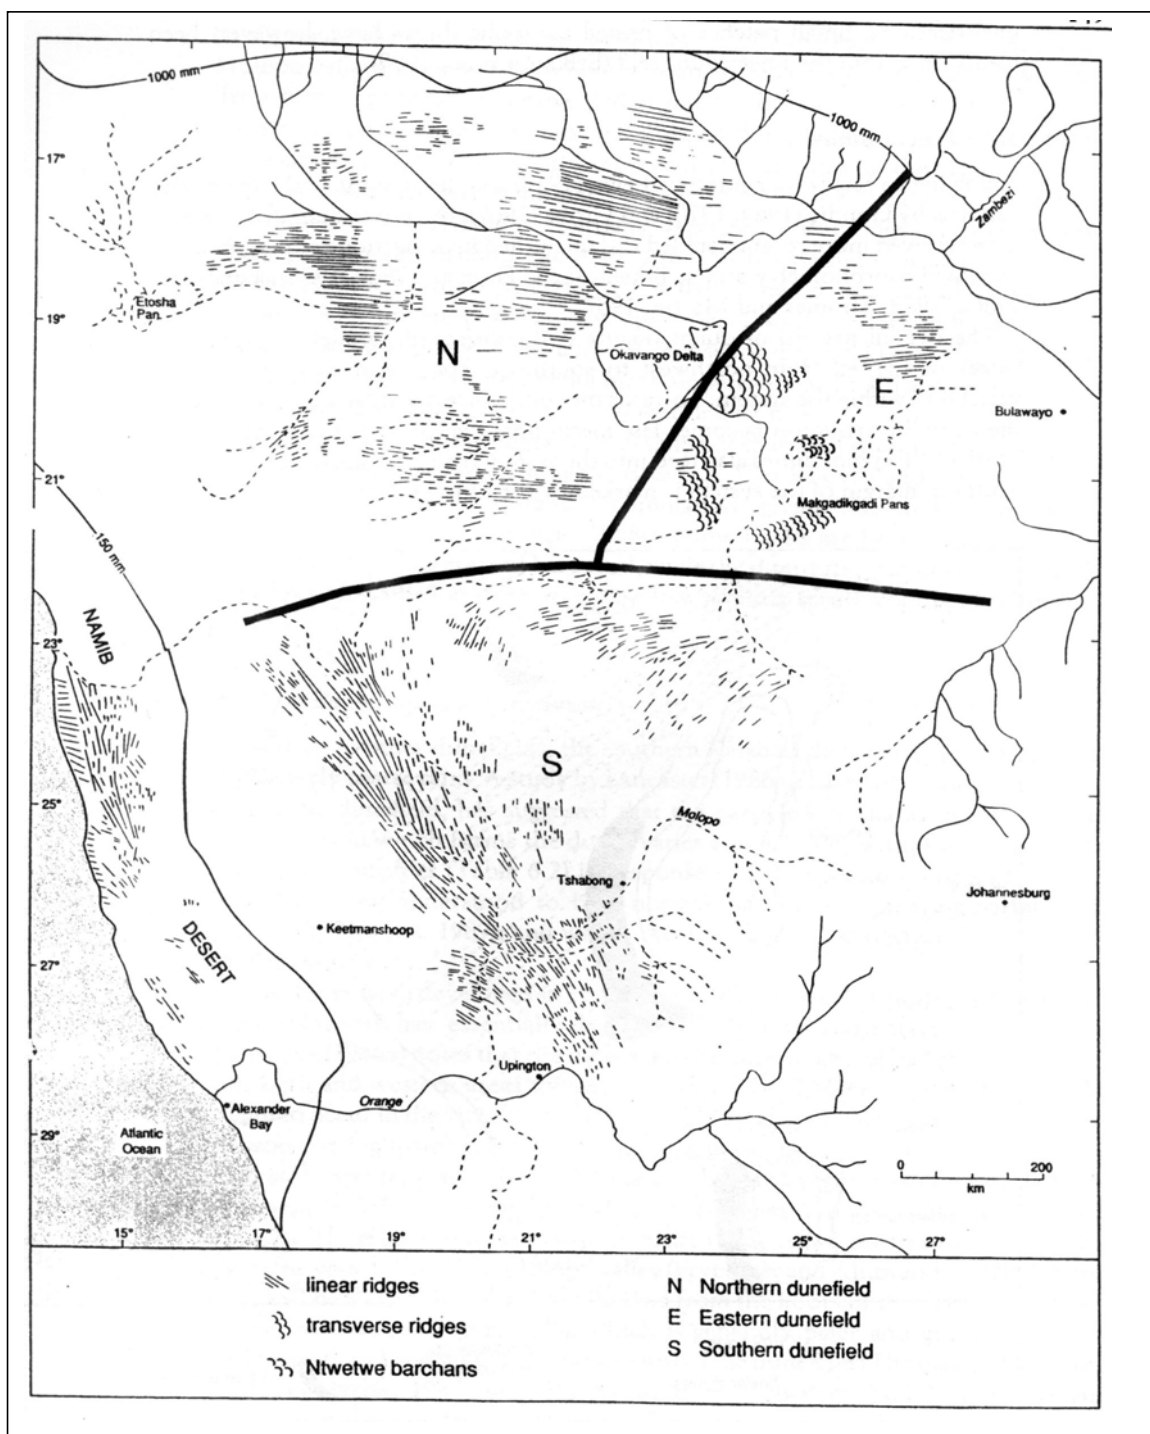 1000 mm
1000 mm
17°
Zambezi
Etosha
Pan
19°
N
Okavango Delta
E
Bulawayo
21°
Makgadikgadi Pans
150 mm
NAMIB
23°
S
25°
Molopo
Tshabong
Johannesburg
Keetmanshoop
DESERT
27°
Upington
Orange
Alexander
Bay
29°
Atlantic
Ocean
0 200
km
15° 17° 19° 21° 23° 25° 27°
linear ridges
transverse ridges
Ntwetwe barchans
N Northern dunefield
E Eastern dunefield
S Southern dunefield